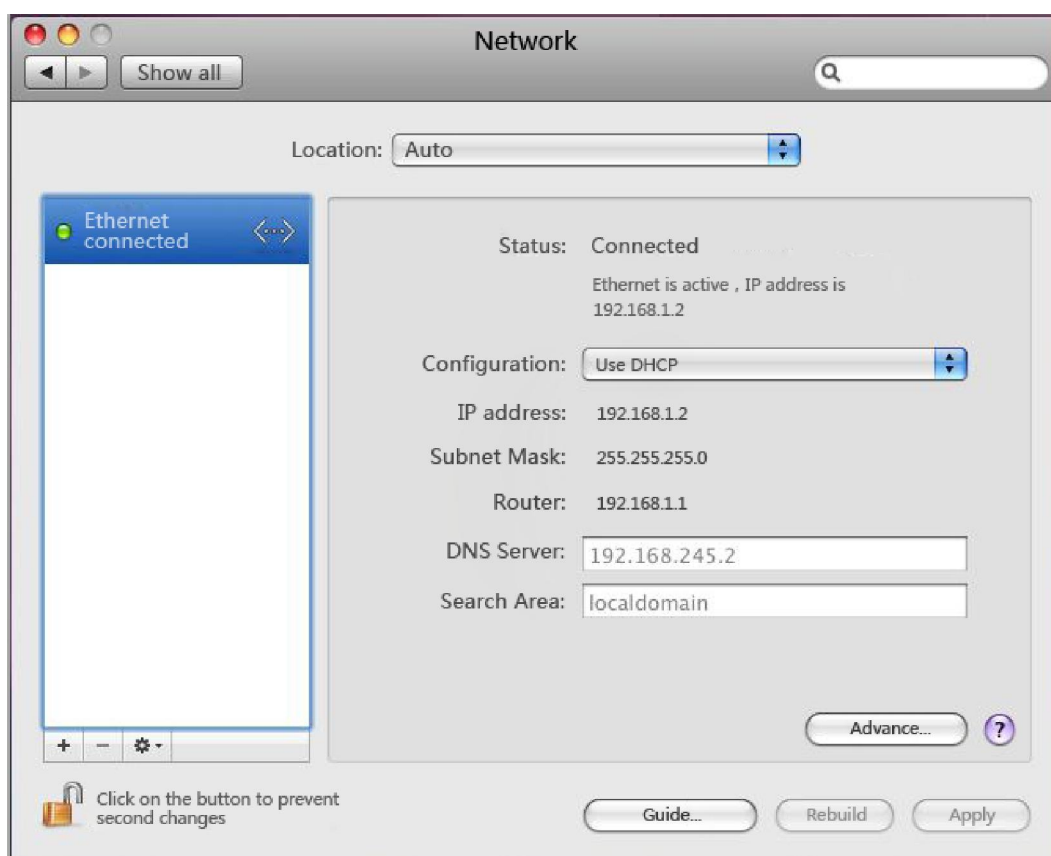 Network
Show all
Location: Auto
Ethernet
connected
Status: Connected
Ethernet is active , IP address is
192.168.1.2
Configuration: Use DHCP
IP address: 192.168.1.2
Subnet Mask: 255.255.255.0
Router: 192.168.1.1
DNS Server: 192.168.245.2
Search Area: localdomain
Advance... ?
Click on the button to prevent
second changes
Guide... Rebuild Apply